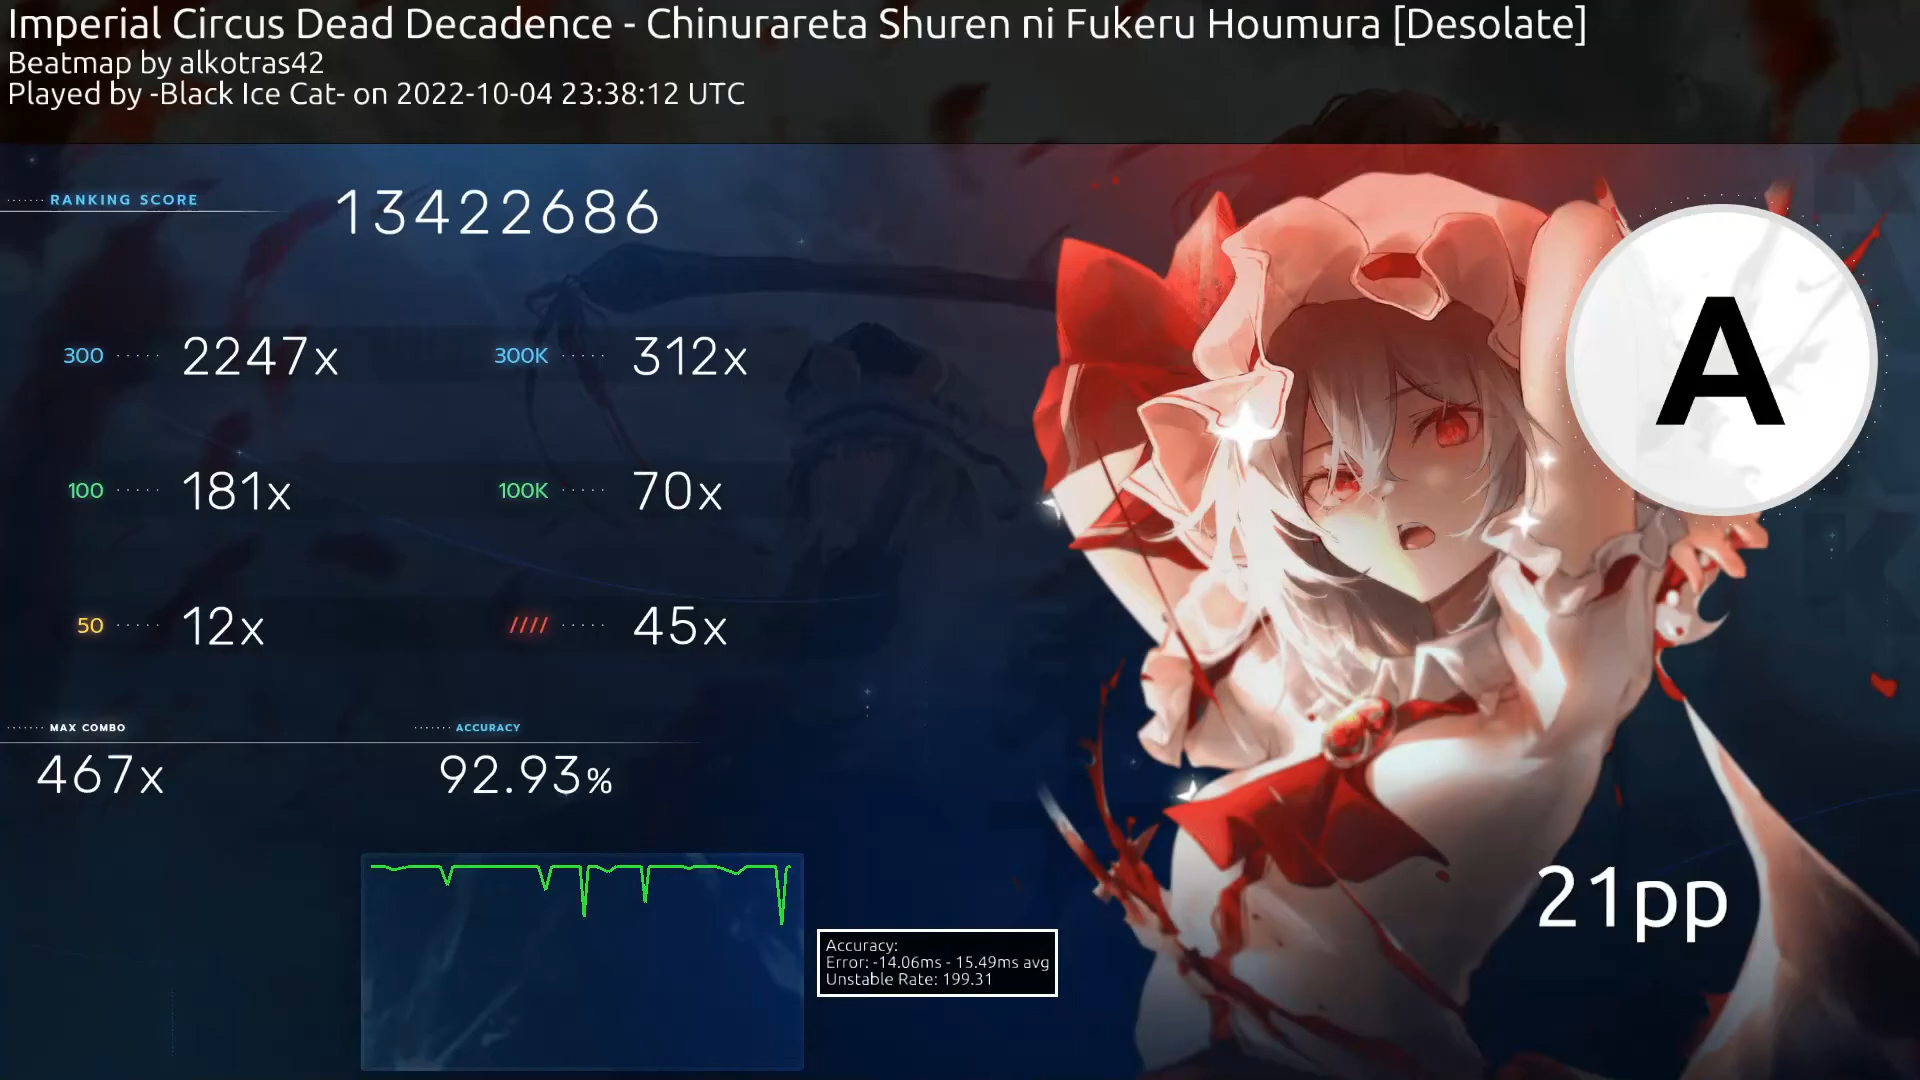 Imperial Circus Dead Decadence - Chinurareta Shuren ni Fukeru Houmura [Desolate]
Beatmap by alkotras42
Played by -Black Ice Cat- on 2022-10-04 23:38:12 UTC
RANKING SCORE 13422686
300 2247x 300K 312x
100 181x 100K 70x
50 12x //// 45x
MAX COMBO ACCURACY
467x 92.93%
A
21pp
Accuracy:
Error: -14.06ms - 15.49ms avg
Unstable Rate: 199.31